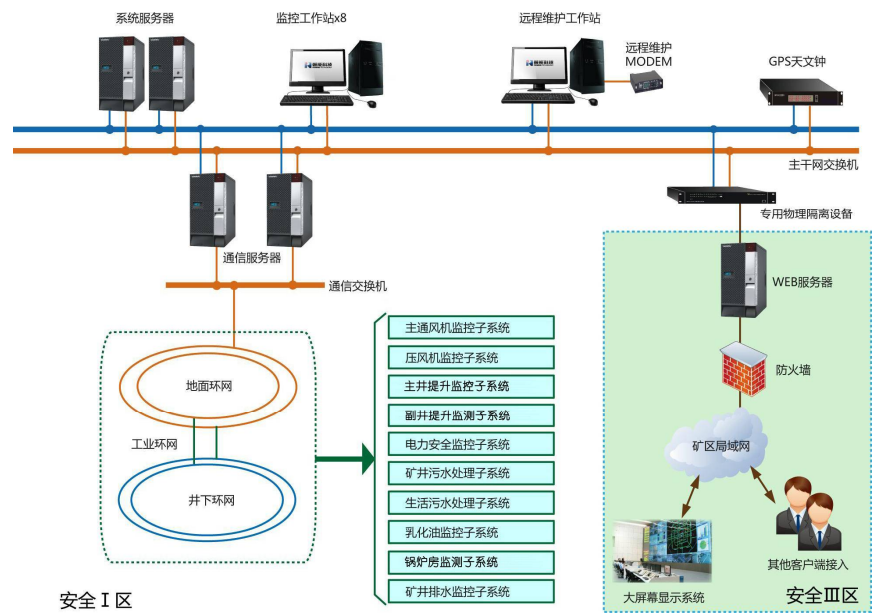 系统服务器
监控工作站x8
远程维护工作站
远程维护
MODEM
GPS天文钟
主干网交换机
专用物理隔离设备
通信服务器
通信交换机
WEB服务器
防火墙
矿区局域网
大屏幕显示系统
其他客户端接入
地面环网
工业环网
井下环网
主通风机监控子系统
压风机监控子系统
主井提升监控子系统
副井提升监测子系统
电力安全监控子系统
矿井污水处理子系统
生活污水处理子系统
乳化油监控子系统
锅炉房监测子系统
矿井排水监控子系统
安全Ⅰ区
安全Ⅲ区